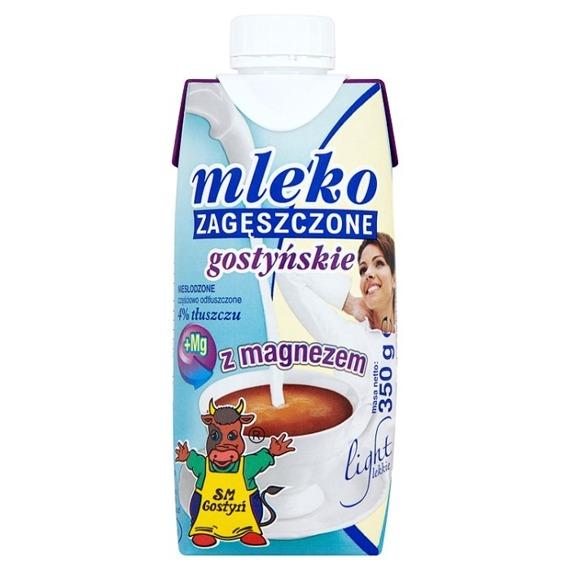 mleko
ZAGĘSZCZONE
gostyńskie
NIESŁODZONE
częściowo odtłuszczone
4% tłuszczu
+Mg
z magnezem
masa netto:
350 g e
light
lekkie
®
SM
Gostyń